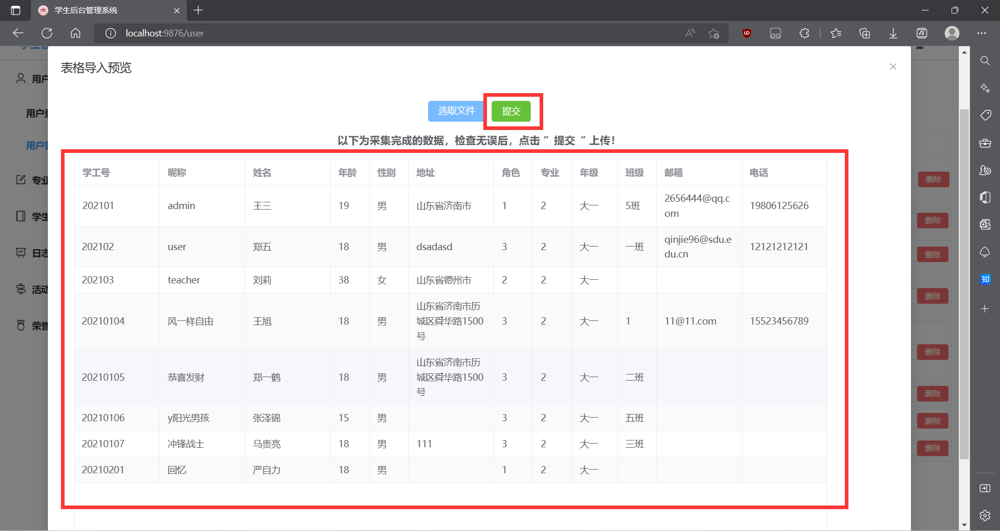 学生后台管理系统
localhost:9876/user
表格导入预览
用户
用户
用户
专业
学生
日志
活动
荣誉
选取文件
提交
以下为采集完成的数据，检查无误后，点击 ”提交 “ 上传！
学工号 昵称 姓名 年龄 性别 地址 角色 专业 年级 班级 邮箱 电话
202101 admin 王三 19 男 山东省济南市 1 2 大一 5班 2656444@qq.c
om 19806125626
202102 user 郑五 18 男 dsadasd 3 2 大一 一班 qinjie96@sdu.e
du.cn 12121212121
202103 teacher 刘莉 38 女 山东省德州市 2 2 大一
20210104 风一样自由 王旭 18 男 山东省济南市历
城区舜华路1500
号 3 2 大一 1 11@11.com 15523456789
20210105 恭喜发财 郑一鹤 18 男 山东省济南市历
城区舜华路1500
号 3 2 大一 二班
20210106 y阳光男孩 张泽锦 15 男 3 2 大一 五班
20210107 冲锋战士 马贵亮 18 男 111 3 2 大一 三班
20210201 回忆 严自力 18 男 1 2 大一
删除
删除
删除
删除
删除
删除
删除
删除
知